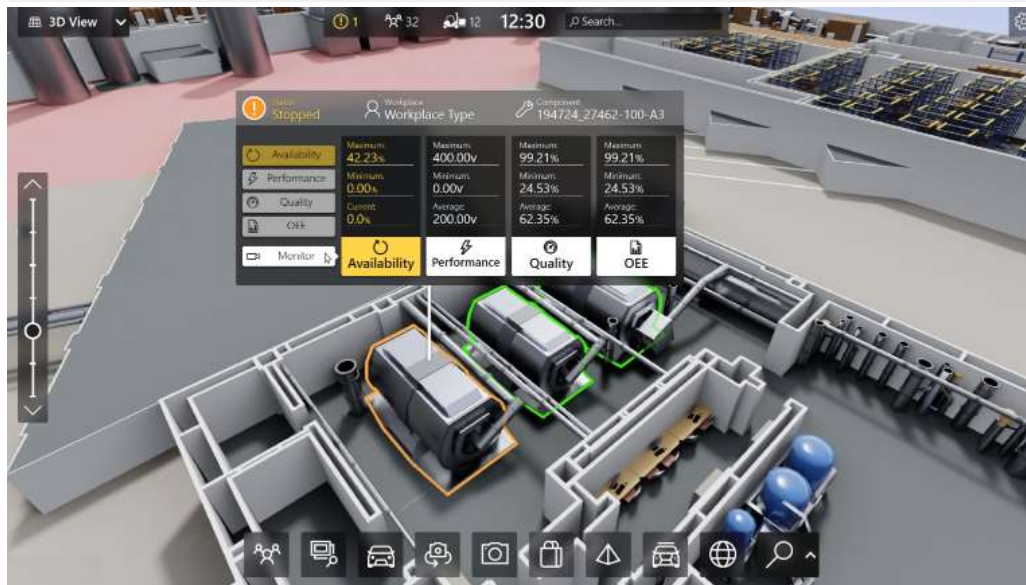 3D View
1
32
12
12:30
Search...
Status
Stopped
Workplace
Workplace Type
Component
194724_27462-100-A3
Availability
Performance
Quality
OEE
Monitor
Maximum:
42.23%
Minimum:
0.00%
Current:
0.0%
Availability
Maximum:
400.00v
Minimum:
0.00v
Average:
200.00v
Performance
Maximum:
99.21%
Minimum:
24.53%
Average:
62.35%
Quality
Maximum:
99.21%
Minimum:
24.53%
Average:
62.35%
OEE